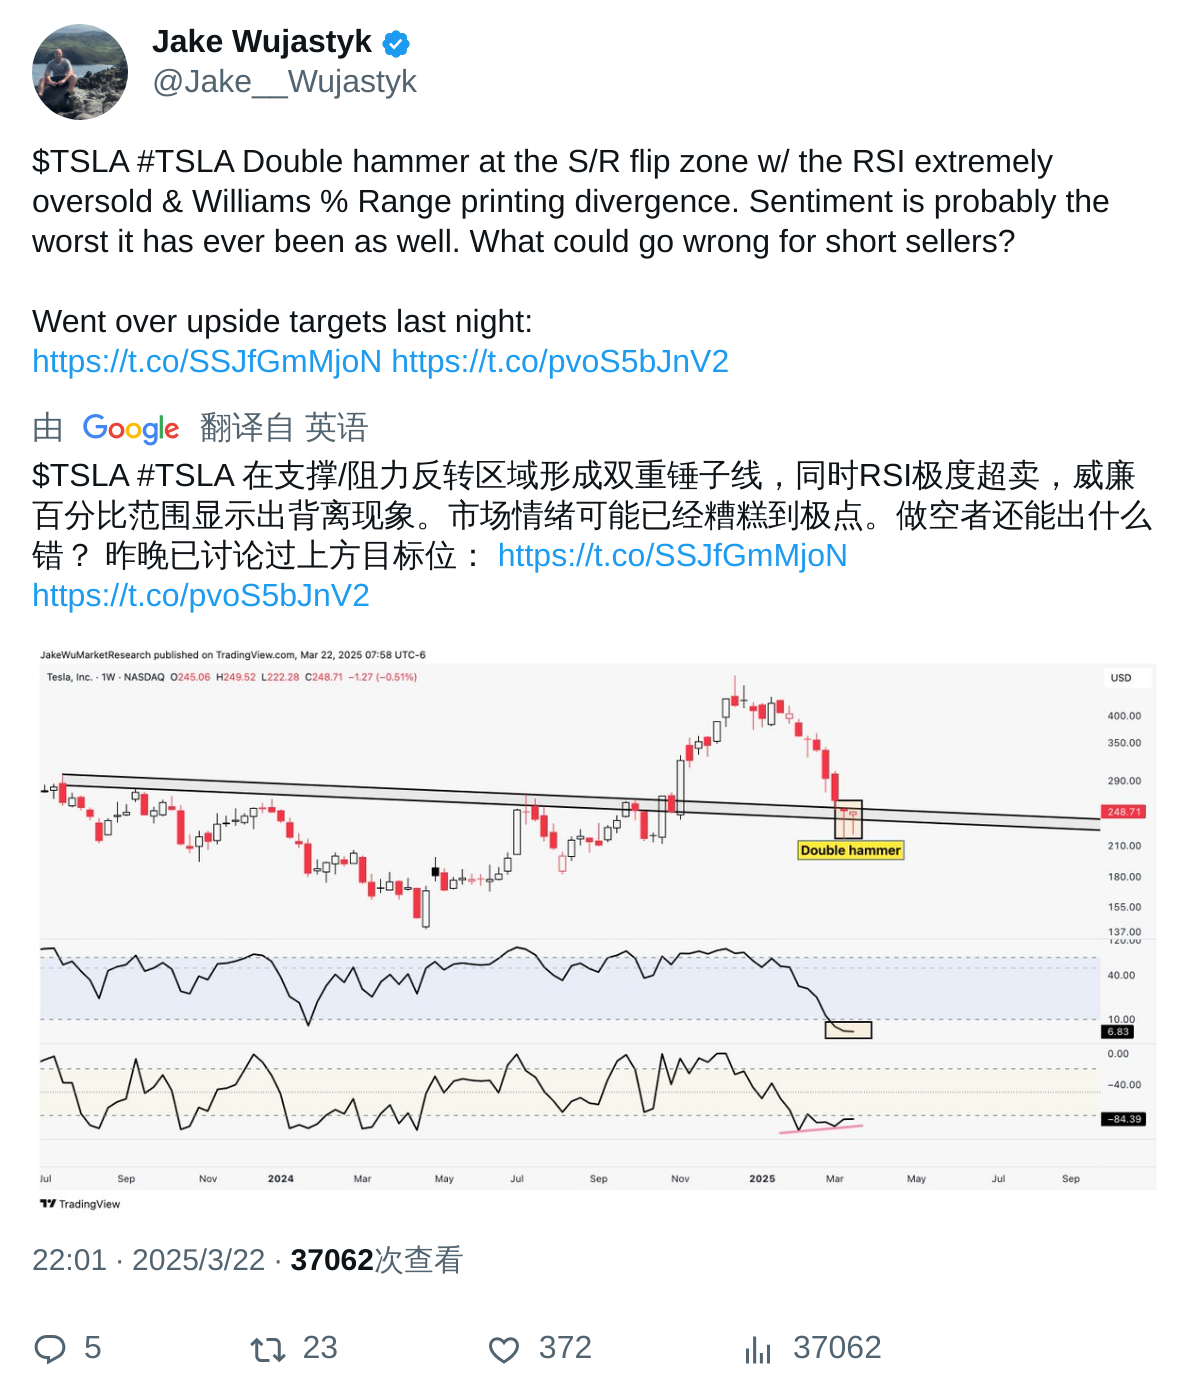 Jake Wujastyk
@Jake__Wujastyk
$TSLA #TSLA Double hammer at the S/R flip zone w/ the RSI extremely
oversold & Williams % Range printing divergence. Sentiment is probably the
worst it has ever been as well. What could go wrong for short sellers?
Went over upside targets last night:
https://t.co/SSJfGmMjoN https://t.co/pvoS5bJnV2
由 Google 翻译自 英语
$TSLA #TSLA 在支撑/阻力反转区域形成双重锤子线，同时RSI极度超卖，威廉
百分比范围显示出背离现象。市场情绪可能已经糟糕到极点。做空者还能出什么
错？ 昨晚已讨论过上方目标位： https://t.co/SSJfGmMjoN
https://t.co/pvoS5bJnV2
JakeWuMarketResearch published on TradingView.com, Mar 22, 2025 07:58 UTC-6
Tesla, Inc. · 1W · NASDAQ O245.06 H249.52 L222.28 C248.71 −1.27 (−0.51%)
USD
400.00
350.00
290.00
248.71
210.00
Double hammer
180.00
155.00
137.00
120.00
40.00
10.00
6.83
0.00
−40.00
−84.39
Jul Sep Nov 2024 Mar May Jul Sep Nov 2025 Mar May Jul Sep
TradingView
22:01 · 2025/3/22 · 37062次查看
5 23 372 37062